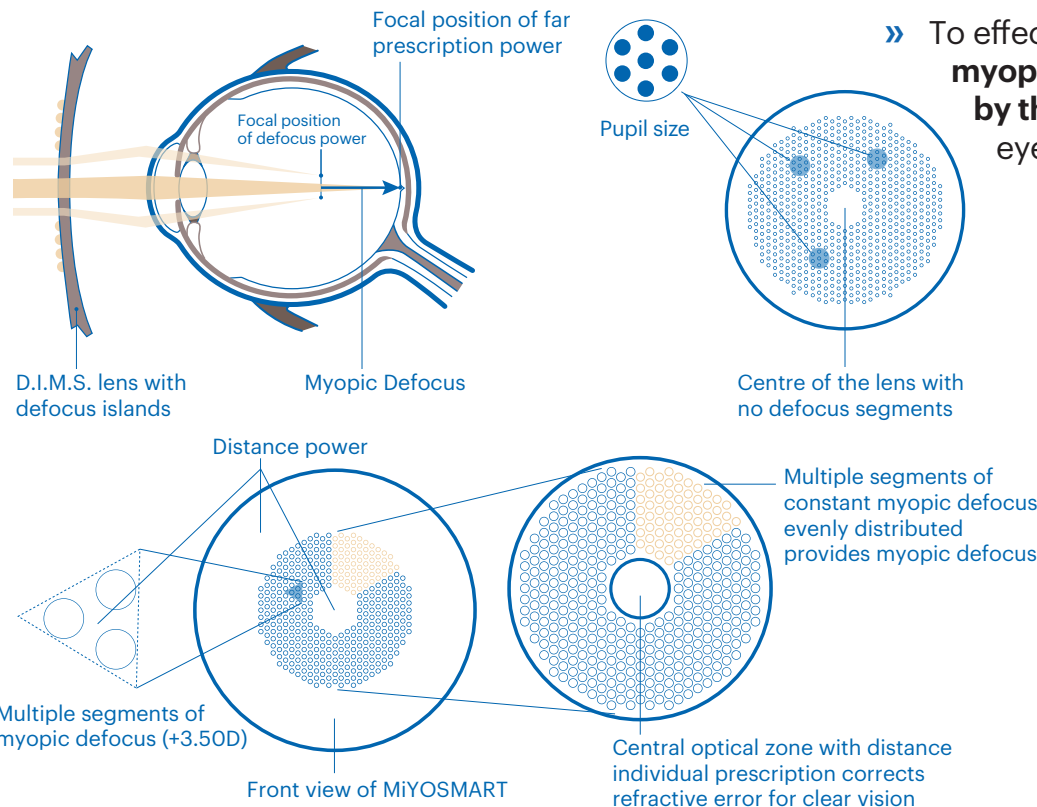 Focal position of far
prescription power
Focal position
of defocus power
Pupil size
» To effec
myop
by th
eye
D.I.M.S. lens with
defocus islands
Myopic Defocus
Centre of the lens with
no defocus segments
Distance power
Multiple segments of
constant myopic defocus
evenly distributed
provides myopic defocus
Multiple segments of
myopic defocus (+3.50D)
Front view of MiYOSMART
Central optical zone with distance
individual prescription corrects
refractive error for clear vision